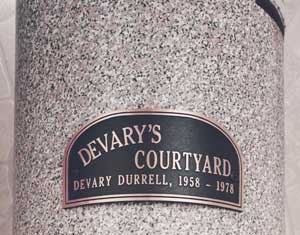 DEVARY'S
COURTYARD
DEVARY DURRELL, 1958 - 1978